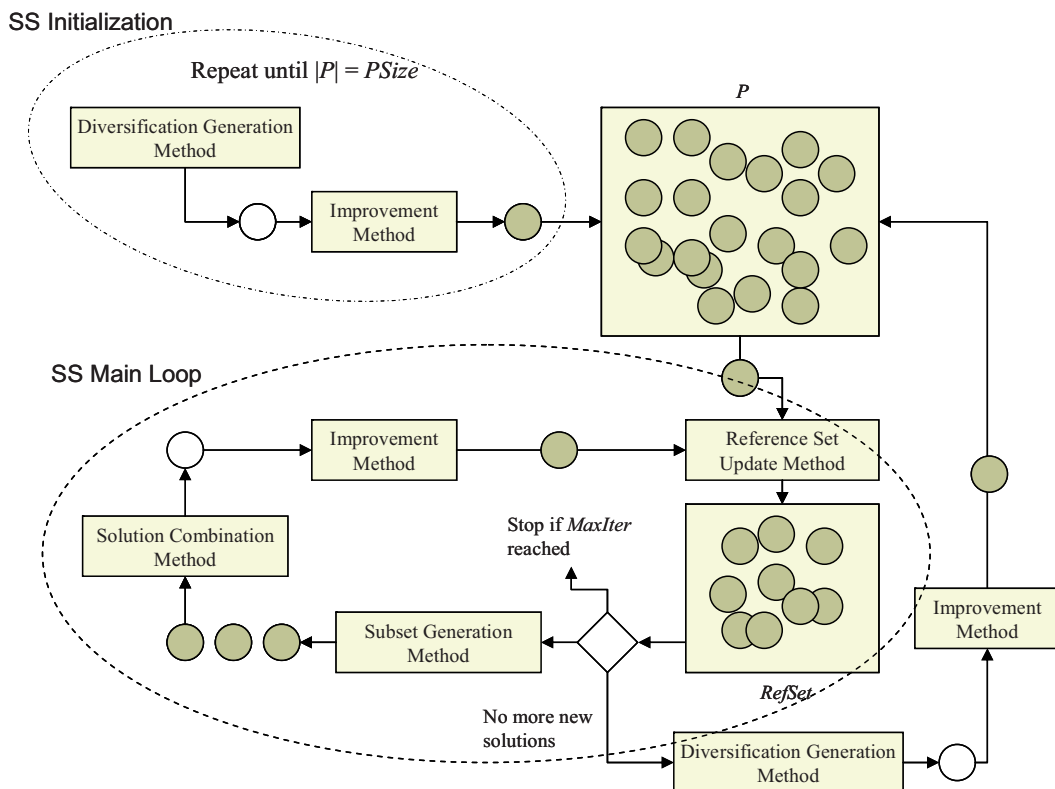 SS Initialization
Repeat until |P| = PSize
P
Diversification Generation
Method
Improvement
Method
SS Main Loop
Improvement
Method
Reference Set
Update Method
Solution Combination
Method
Stop if MaxIter
reached
Subset Generation
Method
Improvement
Method
RefSet
No more new
solutions
Diversification Generation
Method